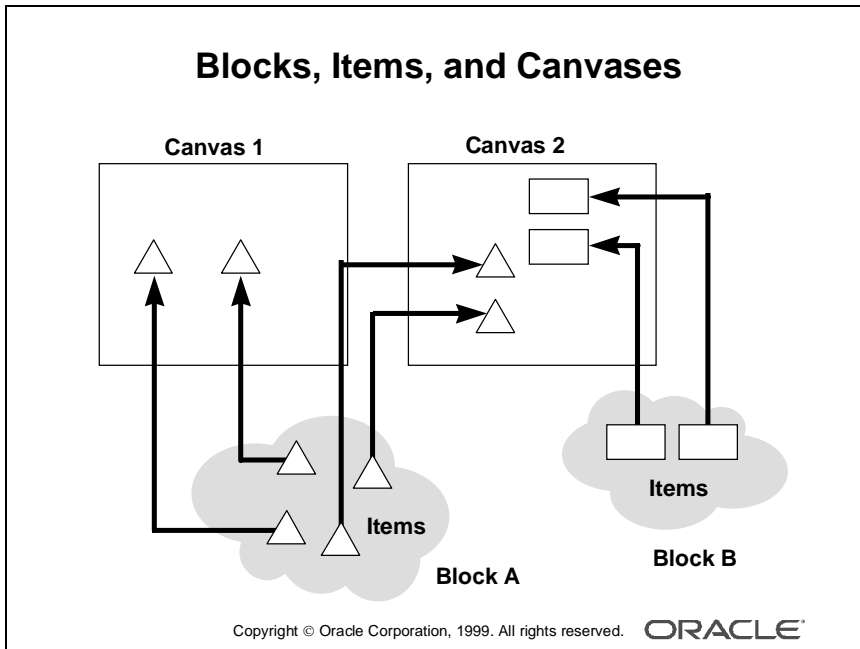 Blocks, Items, and Canvases
Canvas 1
Canvas 2
Items
Items
Block A
Block B
Copyright © Oracle Corporation, 1999. All rights reserved.
ORACLE®